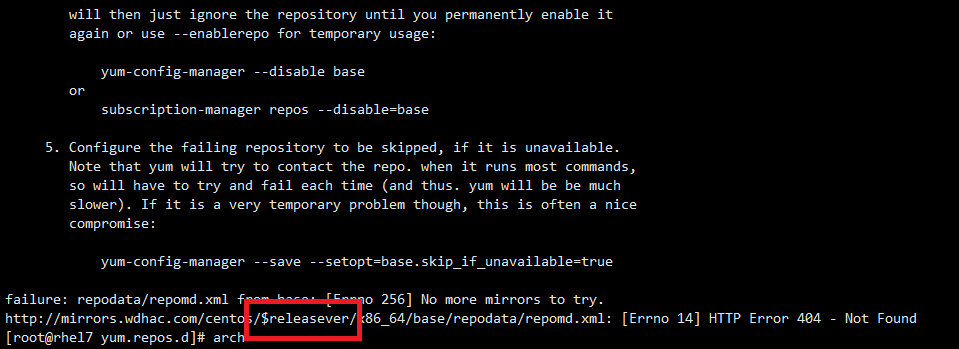 will then just ignore the repository until you permanently enable it
again or use --enablerepo for temporary usage:
yum-config-manager --disable base
or
subscription-manager repos --disable=base
5. Configure the failing repository to be skipped, if it is unavailable.
Note that yum will try to contact the repo. when it runs most commands,
so will have to try and fail each time (and thus. yum will be be much
slower). If it is a very temporary problem though, this is often a nice
compromise:
yum-config-manager --save --setopt=base.skip_if_unavailable=true
failure: repodata/repomd.xml from base: [Errno 256] No more mirrors to try.
http://mirrors.wdhac.com/centos/$releasever/x86_64/base/repodata/repomd.xml: [Errno 14] HTTP Error 404 - Not Found
[root@rhel7 yum.repos.d]# arch